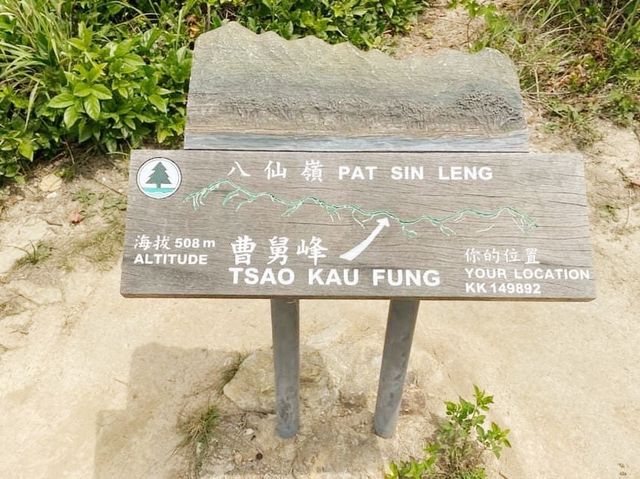 八仙嶺 PAT SIN LENG
海拔 508 m
ALTITUDE
曹舅峰
TSAO KAU FUNG
你的位置
YOUR LOCATION
KK 149892